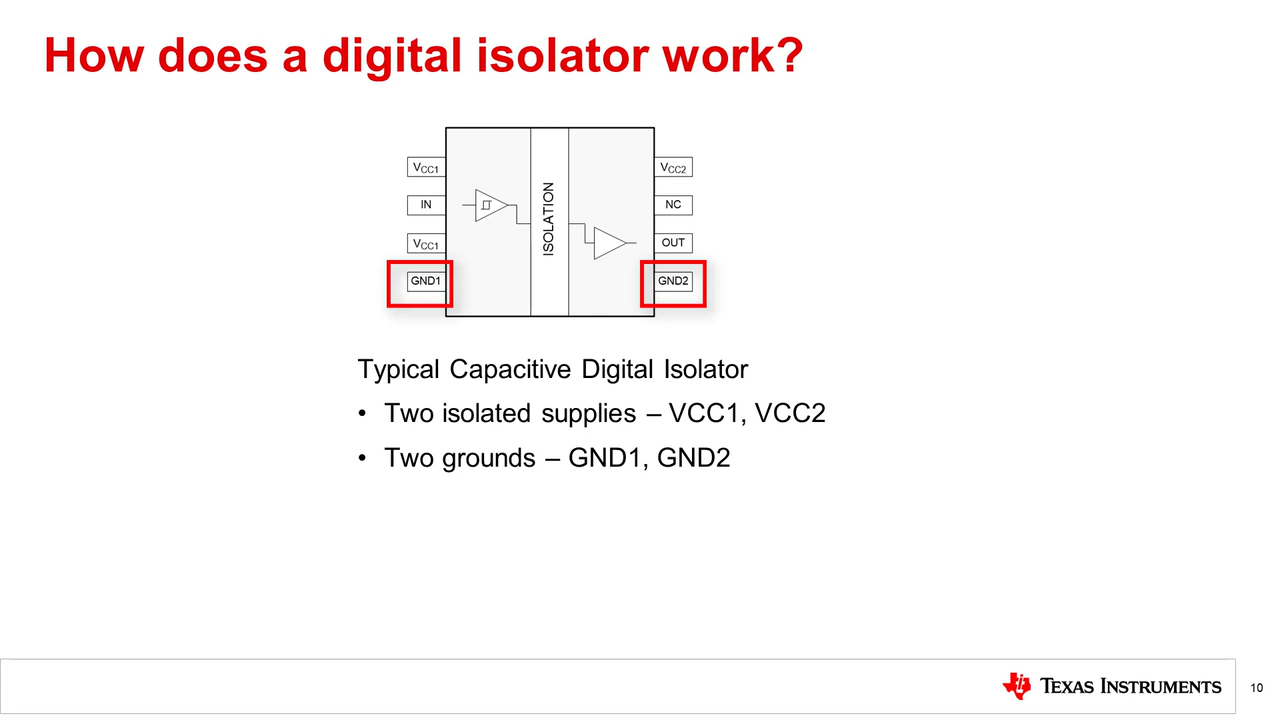 How does a digital isolator work?
VCC1
IN
VCC1
GND1
ISOLATION
VCC2
NC
OUT
GND2
Typical Capacitive Digital Isolator
• Two isolated supplies – VCC1, VCC2
• Two grounds – GND1, GND2
TEXAS INSTRUMENTS
10